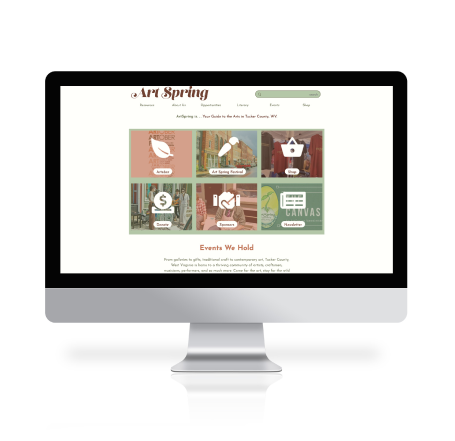 Art Spring
Sponsors About Us Opportunities Library Events Shop
ArtSpring is ... Your Guide to the Arts in Tucker County, WV
Artober
Art Spring Festival
Shop
Donate
Sponsors
CANVAS
Newsletter
Events We Hold
From galleries to gifts, traditional craft to contemporary art, Tucker County
West Virginia is home to a thriving community of artists, craftsmen,
musicians, performers, and so much more. Come for the art, stay for the wild